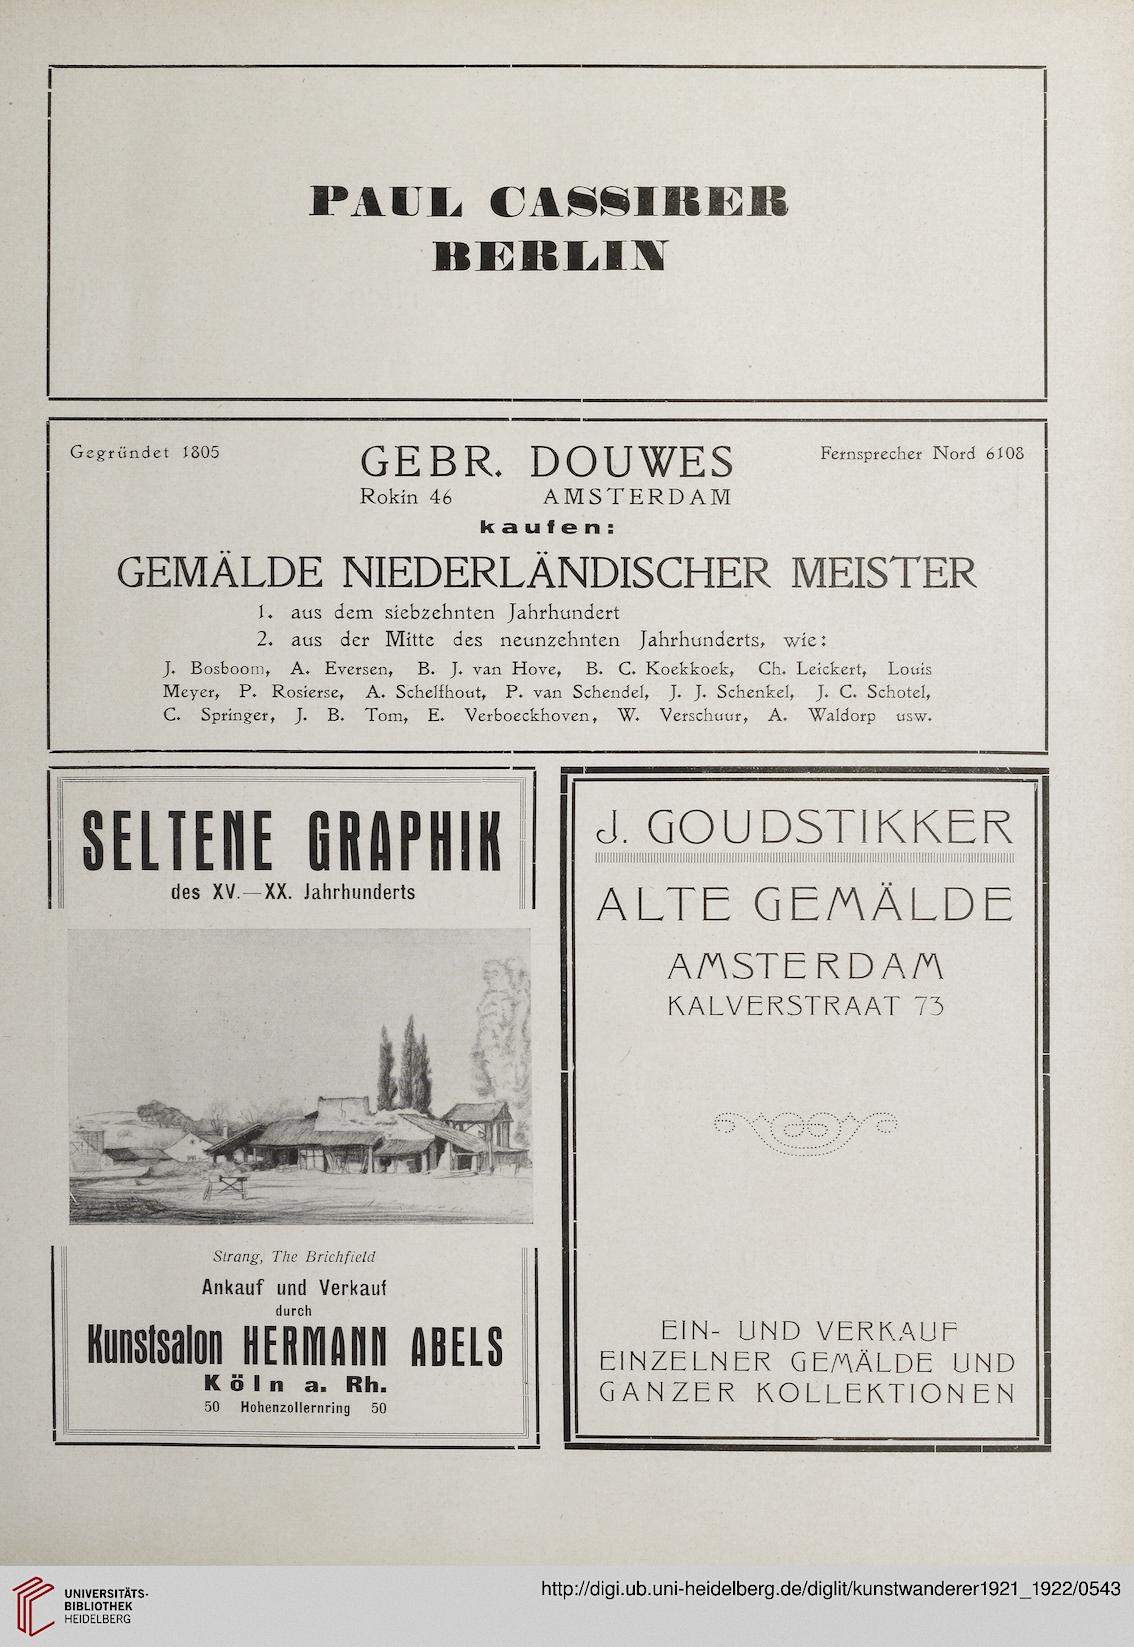 PAUL CASSIRER
BERLIN
Gegründet 1805
GEBR. DOUWES
Fernsprecher Nord 6108
Rokin 46 AMSTERDAM
kaufen:
GEMÄLDE NIEDERLÄNDISCHER MEISTER
1. aus dem siebzehnten Jahrhundert
2. aus der Mitte des neunzehnten Jahrhunderts, wie:
J. Bosboom, A. Eversen, B. J. van Hove, B. C. Koekkoek, Ch. Leickert, Louis
Meyer, P. Rosierse, A. Schelfhout, P. van Schendel, J. J. Schenkel, J. C. Schotel,
C. Springer, J. B. Tom, E. Verboeckhoven, W. Verschuur, A. Waldorp usw.
SELTENE GRAPHIK
des XV.—XX. Jahrhunderts
Strang, The Brichfield
Ankauf und Verkauf
durch
Kunstsalon HERMANN ABELS
Köln a. Rh.
50 Hohenzollernring 50
J. GOUDSTIKKER
ALTE GEMÄLDE
AMSTERDAM
KALVERSTRAAT 73
EIN- UND VERKAUF
EINZELNER GEMÄLDE UND
GANZER KOLLEKTIONEN
UNIVERSITÄTS-
BIBLIOTHEK
HEIDELBERG
http://digi.ub.uni-heidelberg.de/diglit/kunstwanderer1921_1922/0543